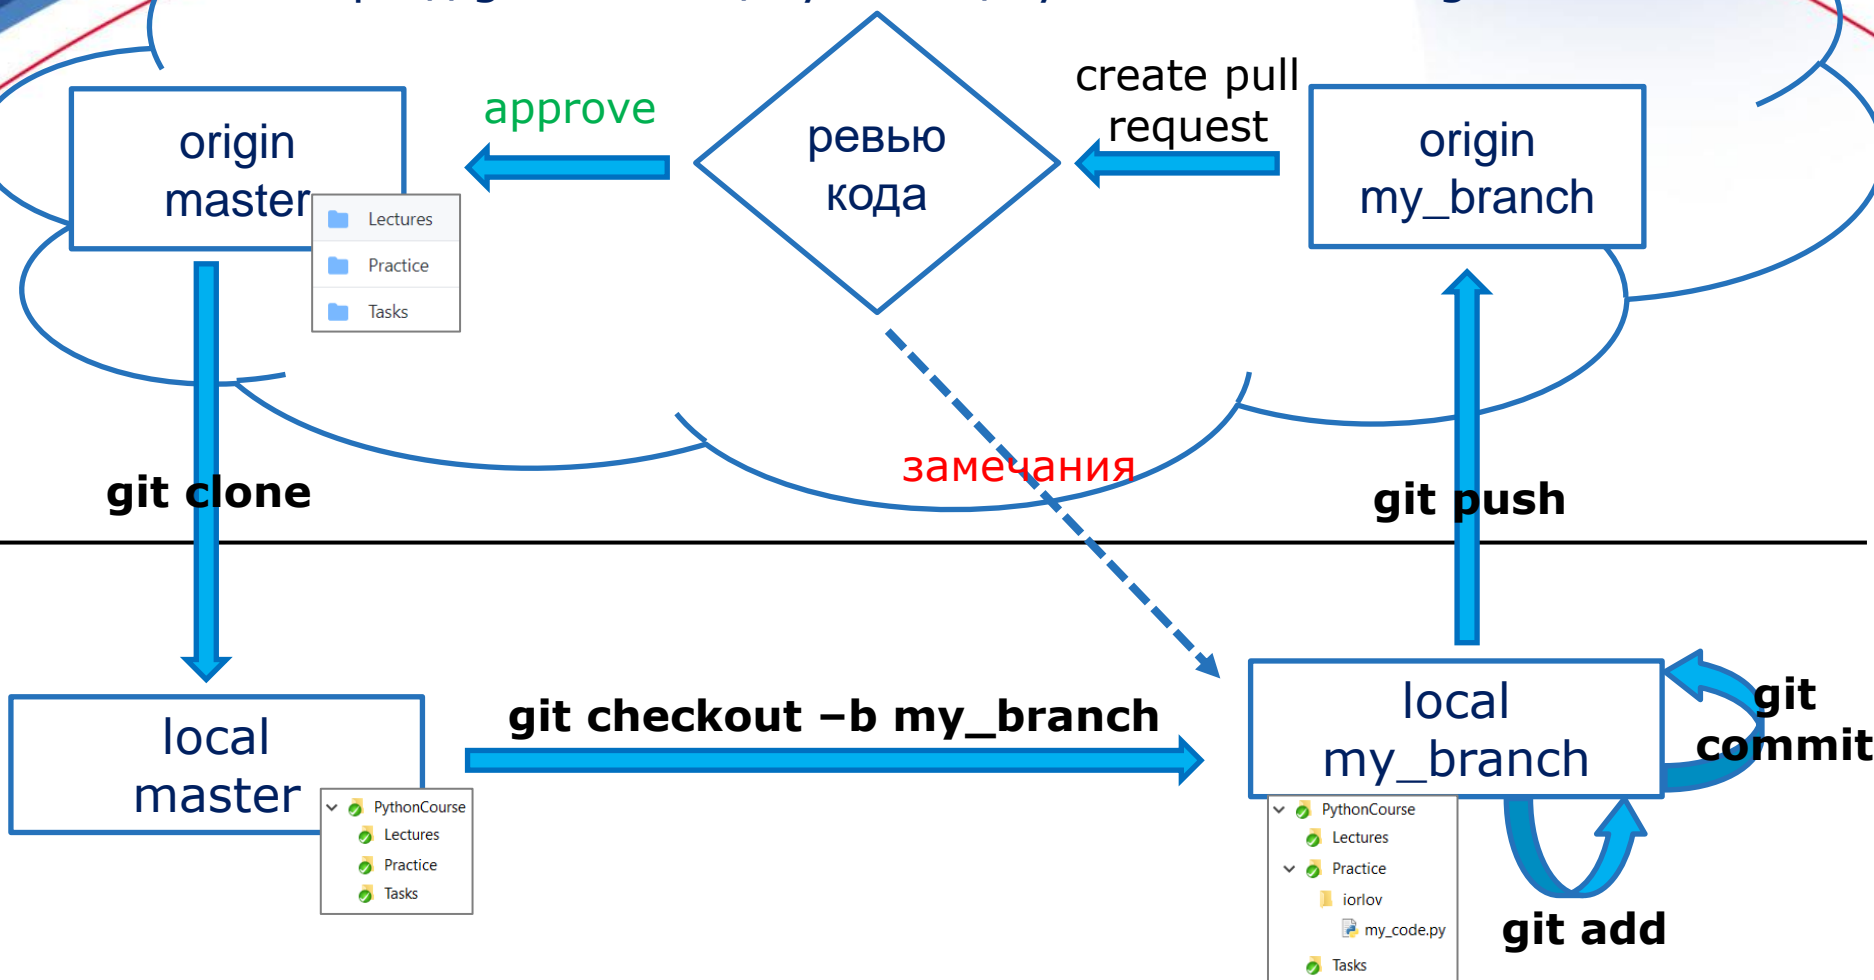 approve
create pull
request
origin
master
Lectures
Practice
Tasks
ревью
кода
origin
my_branch
замечания
git clone
git push
local
master
PythonCourse
Lectures
Practice
Tasks
git checkout –b my_branch
local
my_branch
git
commit
PythonCourse
Lectures
Practice
iorlov
my_code.py
Tasks
git add